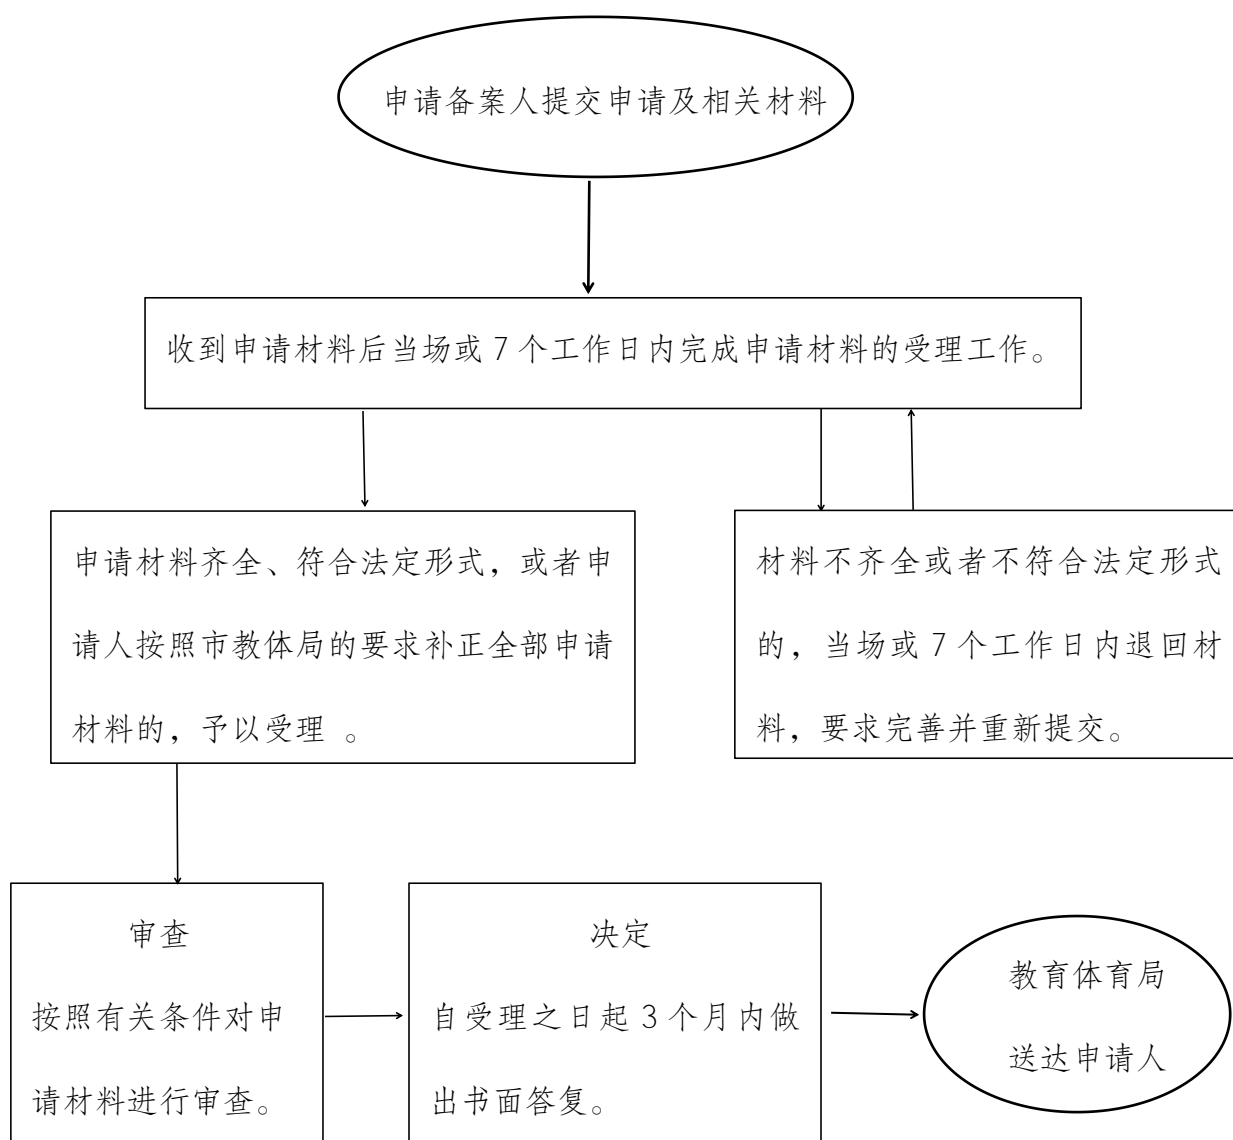 申请备案人提交申请及相关材料
收到申请材料后当场或 7 个工作日内完成申请材料的受理工作。
申请材料齐全、符合法定形式，或者申
请人按照市教体局的要求补正全部申请
材料的，予以受理 。
材料不齐全或者不符合法定形式
的，当场或 7 个工作日内退回材
料，要求完善并重新提交。
审查
按照有关条件对申
请材料进行审查。
决定
自受理之日起 3 个月内做
出书面答复。
教育体育局
送达申请人